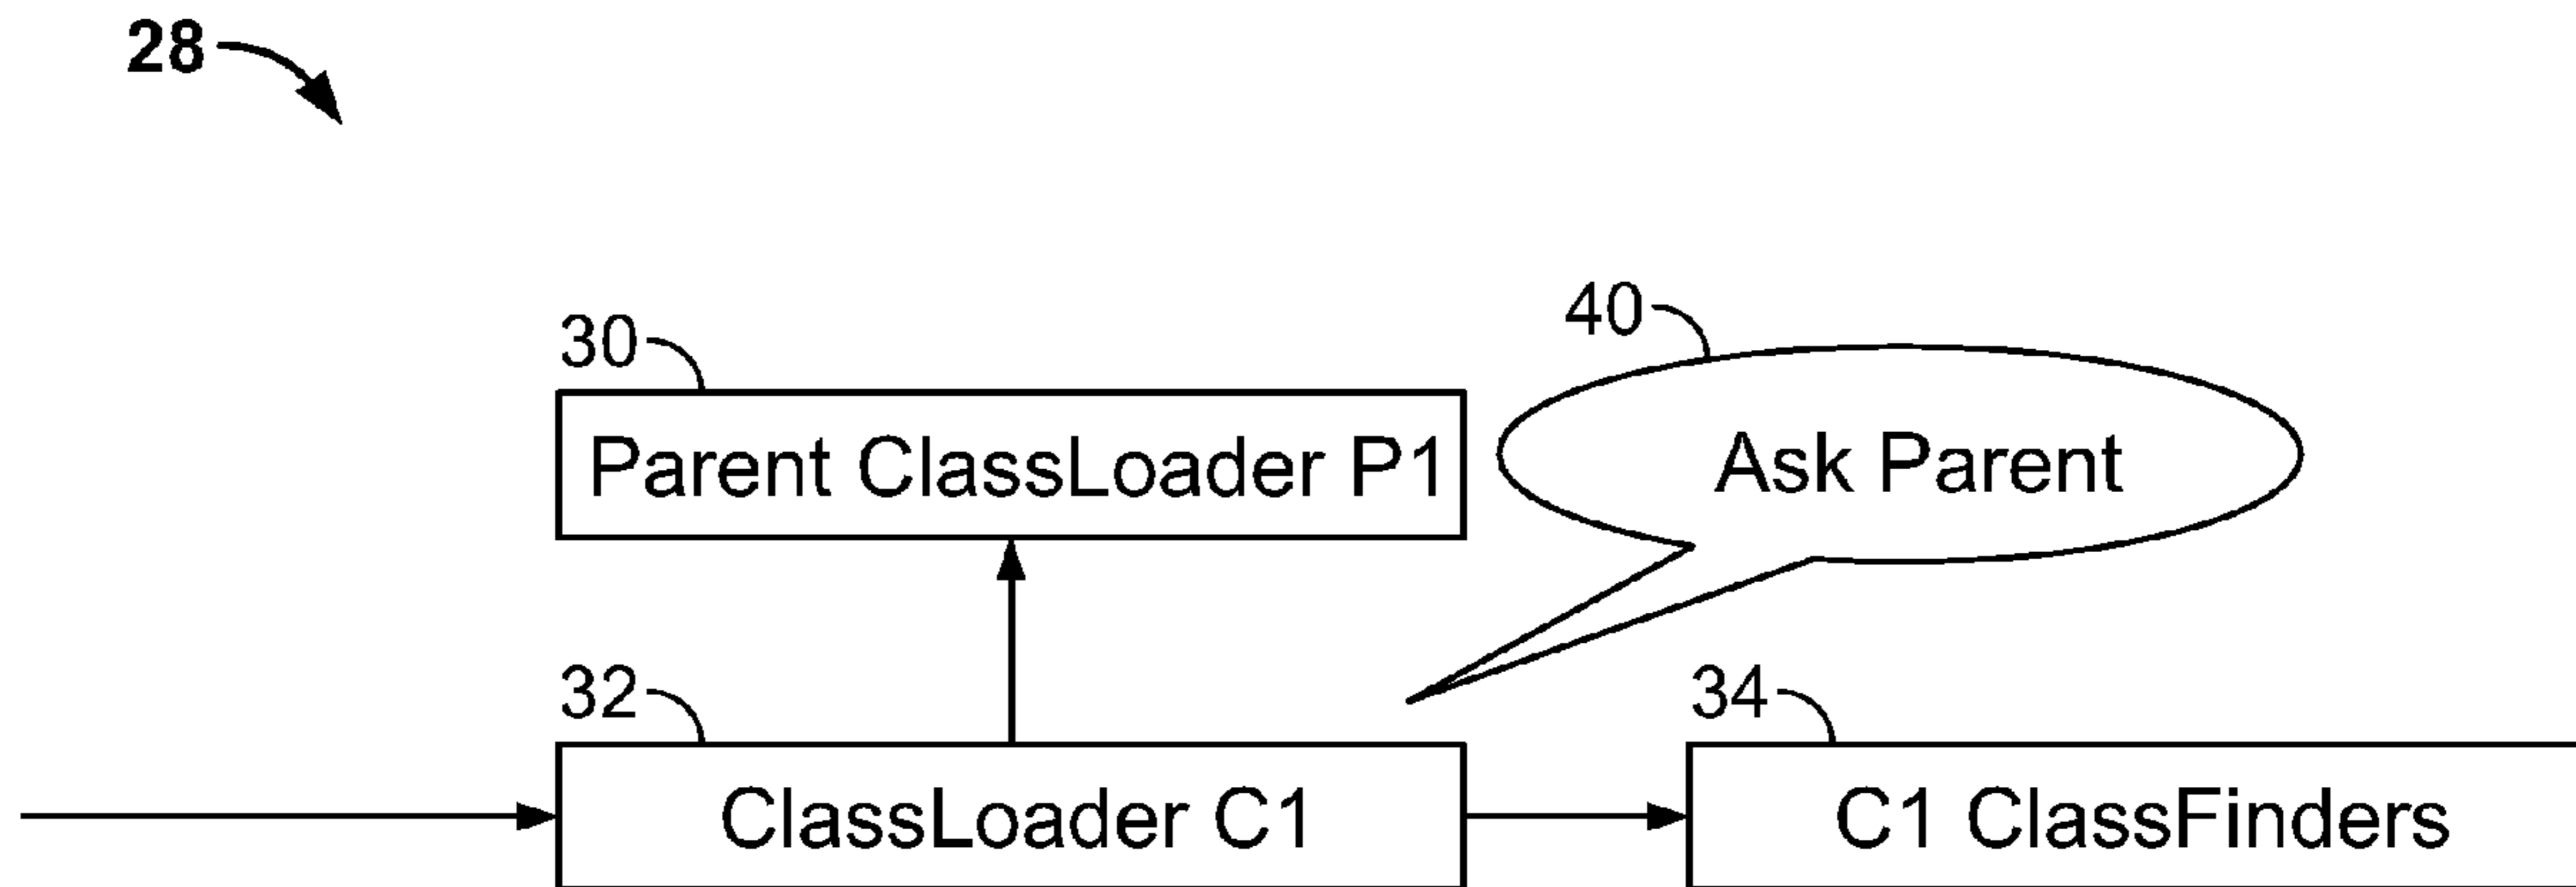 28
30
40
Parent ClassLoader P1
Ask Parent
32
34
ClassLoader C1
C1 ClassFinders